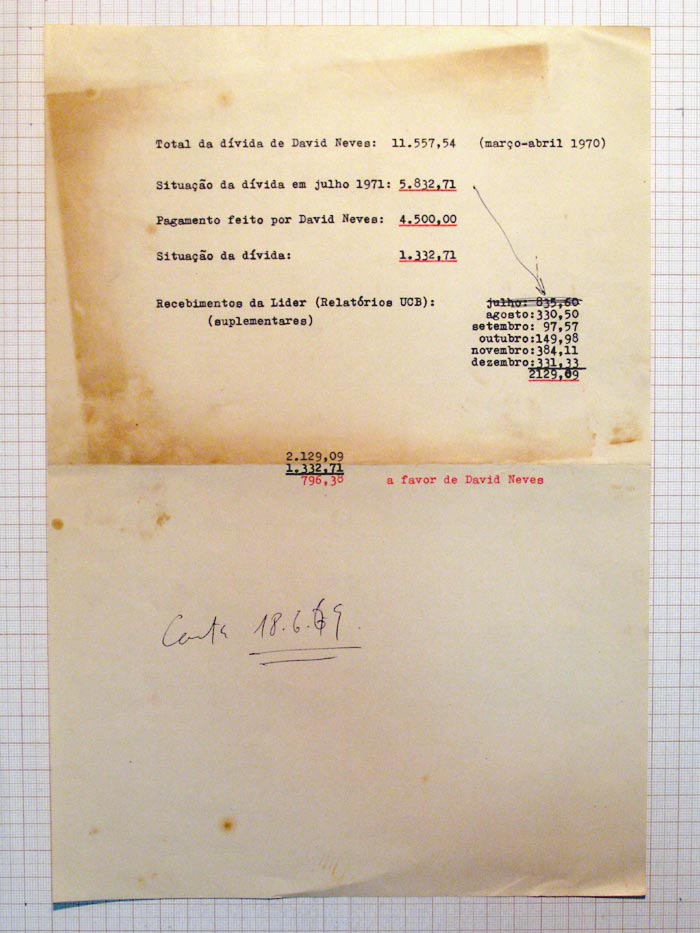 Total da dívida de David Neves: 11.557,54 (março-abril 1970)
Situação da dívida em julho 1971: 5.832,71
Pagamento feito por David Neves: 4.500,00
Situação da dívida: 1.332,71
Recebimentos da Lider (Relatórios UCB): julho: 835,60
(suplementares) agosto:330,50
setembro: 97,57
outubro:149,98
novembro:384,11
dezembro:331,33
2129,09
2.129,09
1.332,71
796,38 a favor de David Neves
Conta 18.6.69.